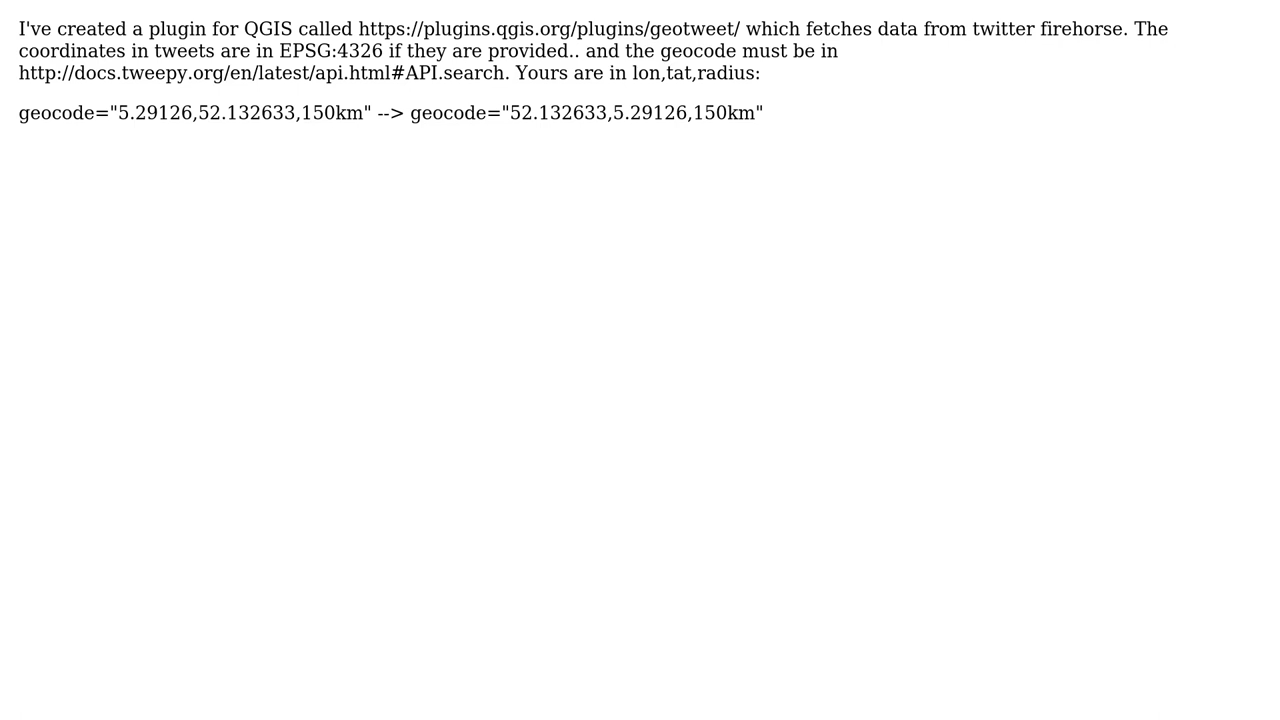 I've created a plugin for QGIS called https://plugins.qgis.org/plugins/geotweet/ which fetches data from twitter firehorse. The
coordinates in tweets are in EPSG:4326 if they are provided.. and the geocode must be in
http://docs.tweepy.org/en/latest/api.html#API.search. Yours are in lon,tat,radius:
geocode="5.29126,52.132633,150km" --> geocode="52.132633,5.29126,150km"